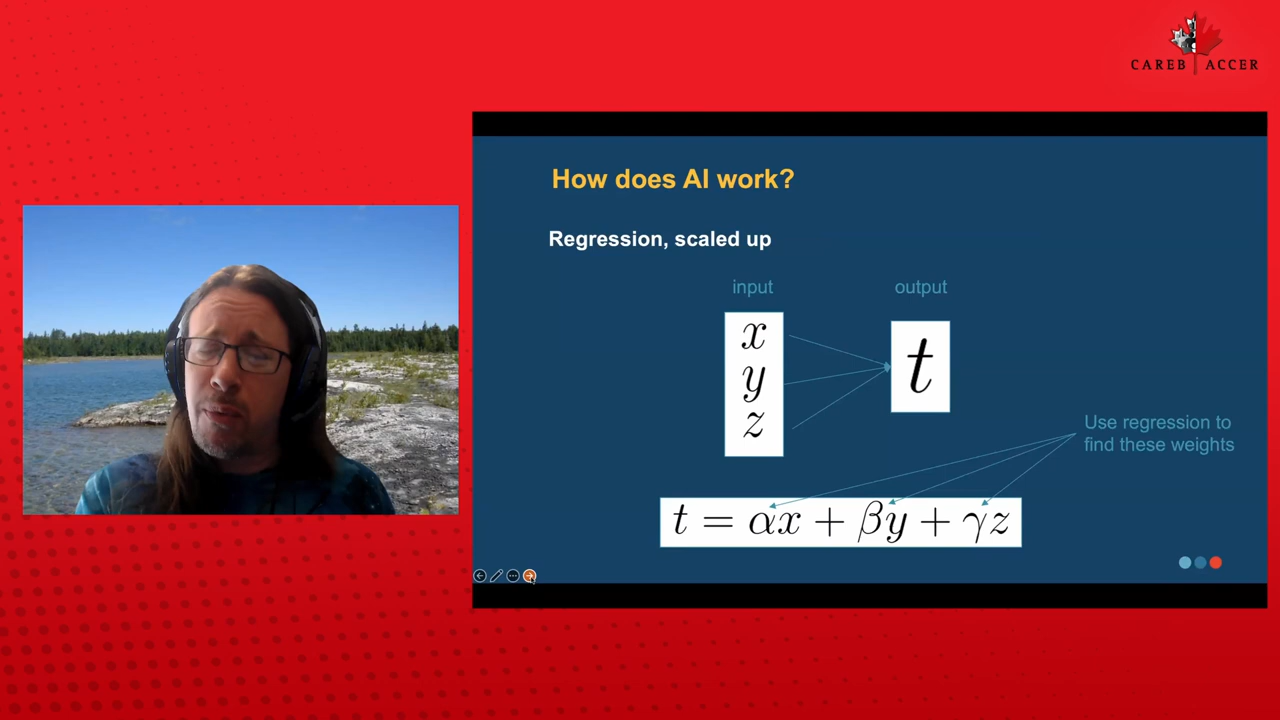 CAREB ACCER
How does AI work?
Regression, scaled up
input
output
x
y
z
t
Use regression to
find these weights
t = αx + βy + γz